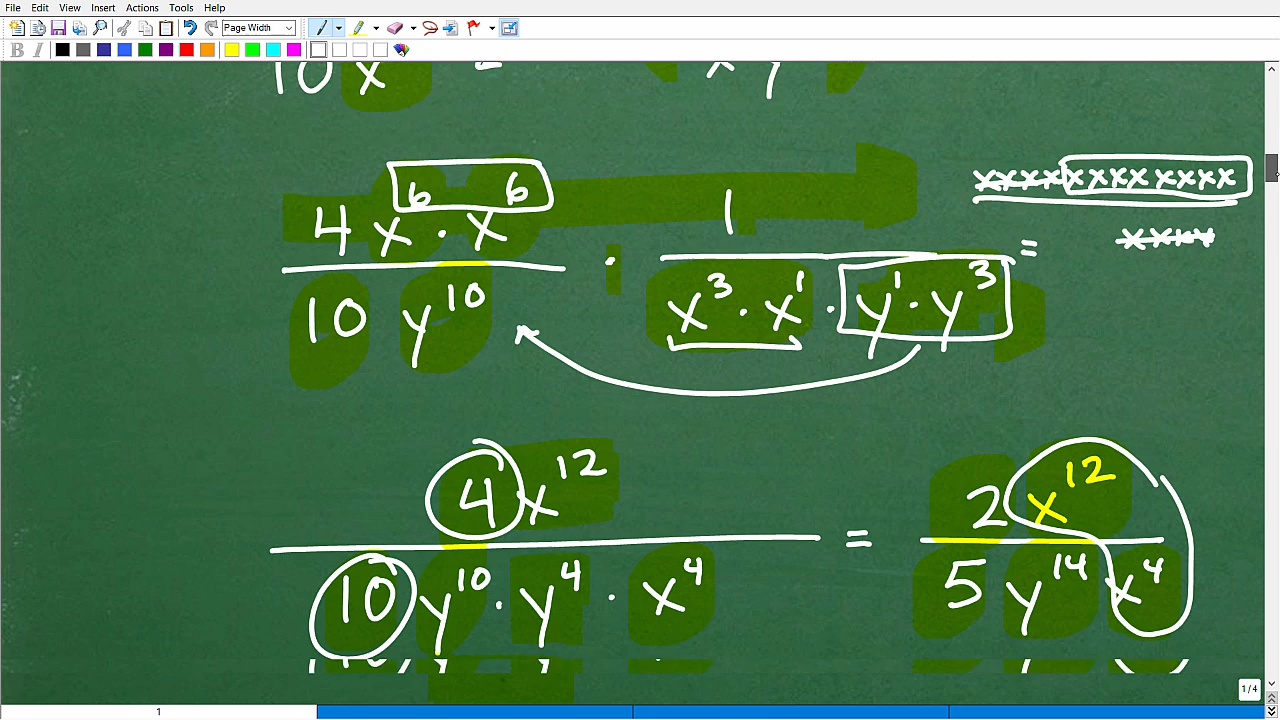 File Edit View Insert Actions Tools Help
Page Width
B I
10 x = x y
4 x⁶ · x⁶ / 10 y¹⁰ · 1 / x³ · x¹ · y¹ · y³ =
xxxxxxxxxxxx / xxxx
4 x¹² / 10 y¹⁰ · y⁴ · x⁴ = 2 x¹² / 5 y¹⁴ x⁴
1/4
1